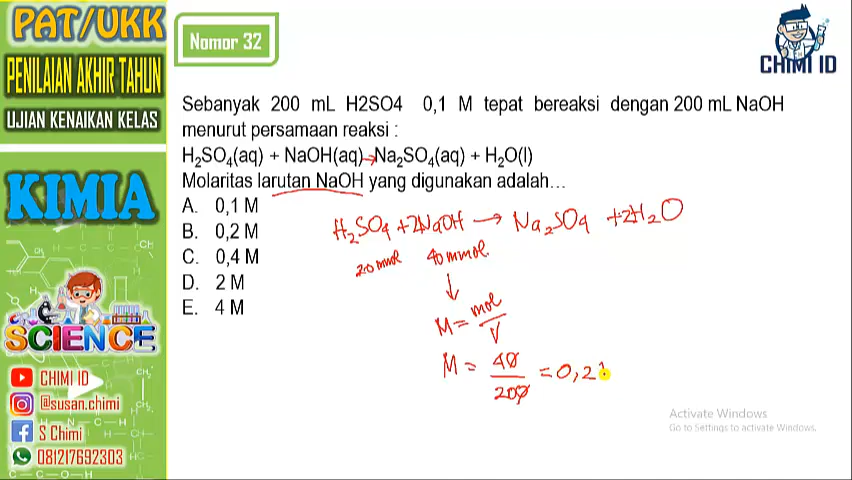 PAT/UKK
PENILAIAN AKHIR TAHUN
UJIAN KENAIKAN KELAS
KIMIA
SCIENCE
CHIMI ID
@susan.chimi
S Chimi
081217692303
Nomor 32
CHIMI ID
Sebanyak 200 mL H2SO4 0,1 M tepat bereaksi dengan 200 mL NaOH
menurut persamaan reaksi :
H₂SO₄(aq) + NaOH(aq)→Na₂SO₄(aq) + H₂O(l)
Molaritas larutan NaOH yang digunakan adalah…
A. 0,1 M
B. 0,2 M
C. 0,4 M
D. 2 M
E. 4 M
H₂SO₄ + 2NaOH → Na₂SO₄ + 2H₂O
20 mmol 40 mmol
↓
M = mol/V
M = 40/200 = 0,2
Activate Windows
Go to Settings to activate Windows.